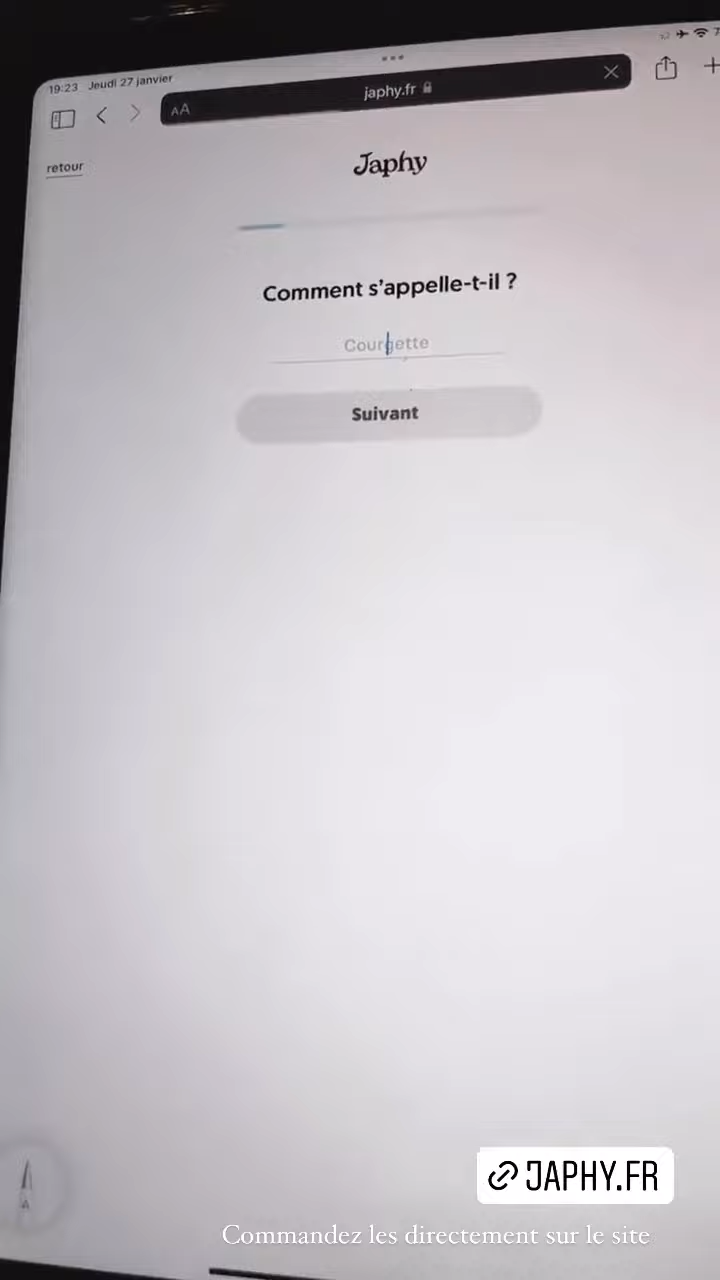 19:23 Jeudi 27 janvier
AA
japhy.fr
retour
Japhy
Comment s'appelle-t-il ?
Courgette
Suivant
JAPHY.FR
Commandez les directement sur le site